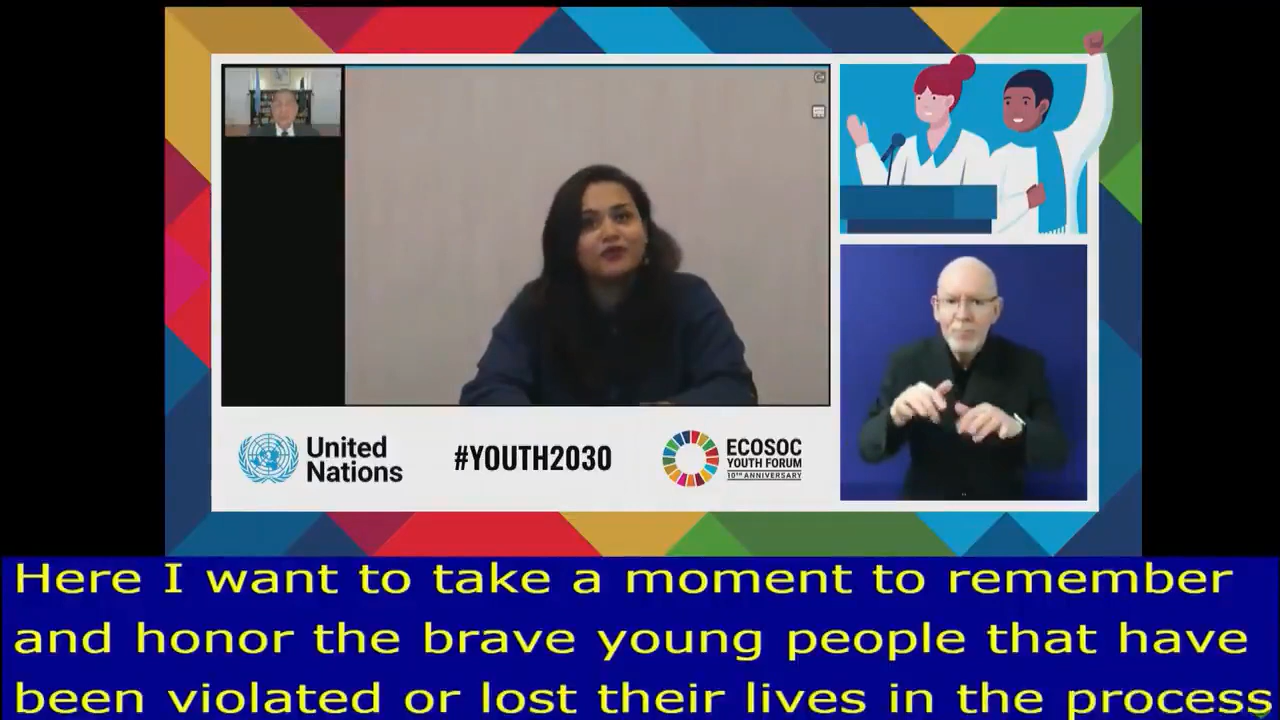 United
Nations
#YOUTH2030
ECOSOC
YOUTH FORUM
10TH ANNIVERSARY
Here I want to take a moment to remember
and honor the brave young people that have
been violated or lost their lives in the process